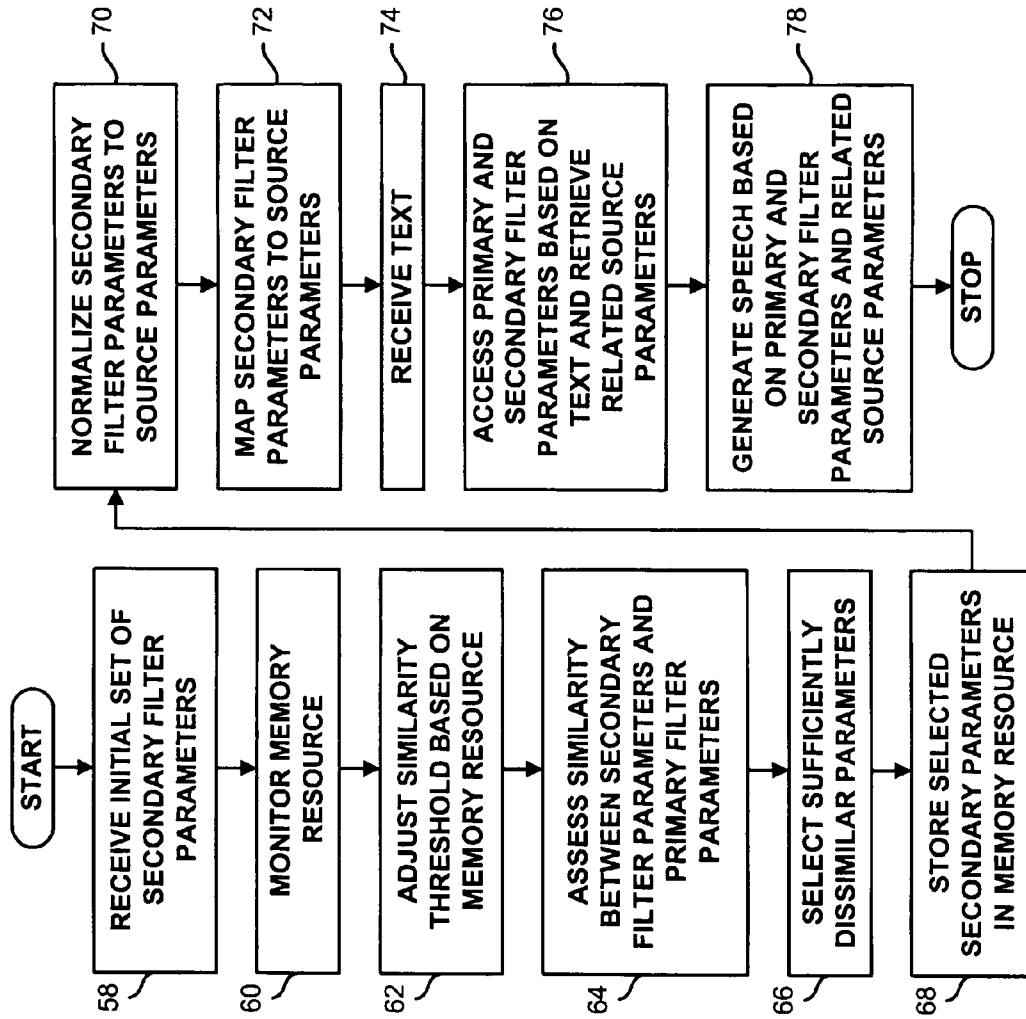 START
RECEIVE INITIAL SET OF
SECONDARY FILTER
PARAMETERS
58
MONITOR MEMORY
RESOURCE
60
ADJUST SIMILARITY
THRESHOLD BASED ON
MEMORY RESOURCE
62
ASSESS SIMILARITY
BETWEEN SECONDARY
FILTER PARAMETERS AND
PRIMARY FILTER
PARAMETERS
64
SELECT SUFFICIENTLY
DISSIMILAR PARAMETERS
66
STORE SELECTED
SECONDARY PARAMETERS
IN MEMORY RESOURCE
68
NORMALIZE SECONDARY
FILTER PARAMETERS TO
SOURCE PARAMETERS
70
MAP SECONDARY FILTER
PARAMETERS TO SOURCE
PARAMETERS
72
RECEIVE TEXT
74
ACCESS PRIMARY AND
SECONDARY FILTER
PARAMETERS BASED ON
TEXT AND RETRIEVE
RELATED SOURCE
PARAMETERS
76
GENERATE SPEECH BASED
ON PRIMARY AND
SECONDARY FILTER
PARAMETERS AND RELATED
SOURCE PARAMETERS
78
STOP